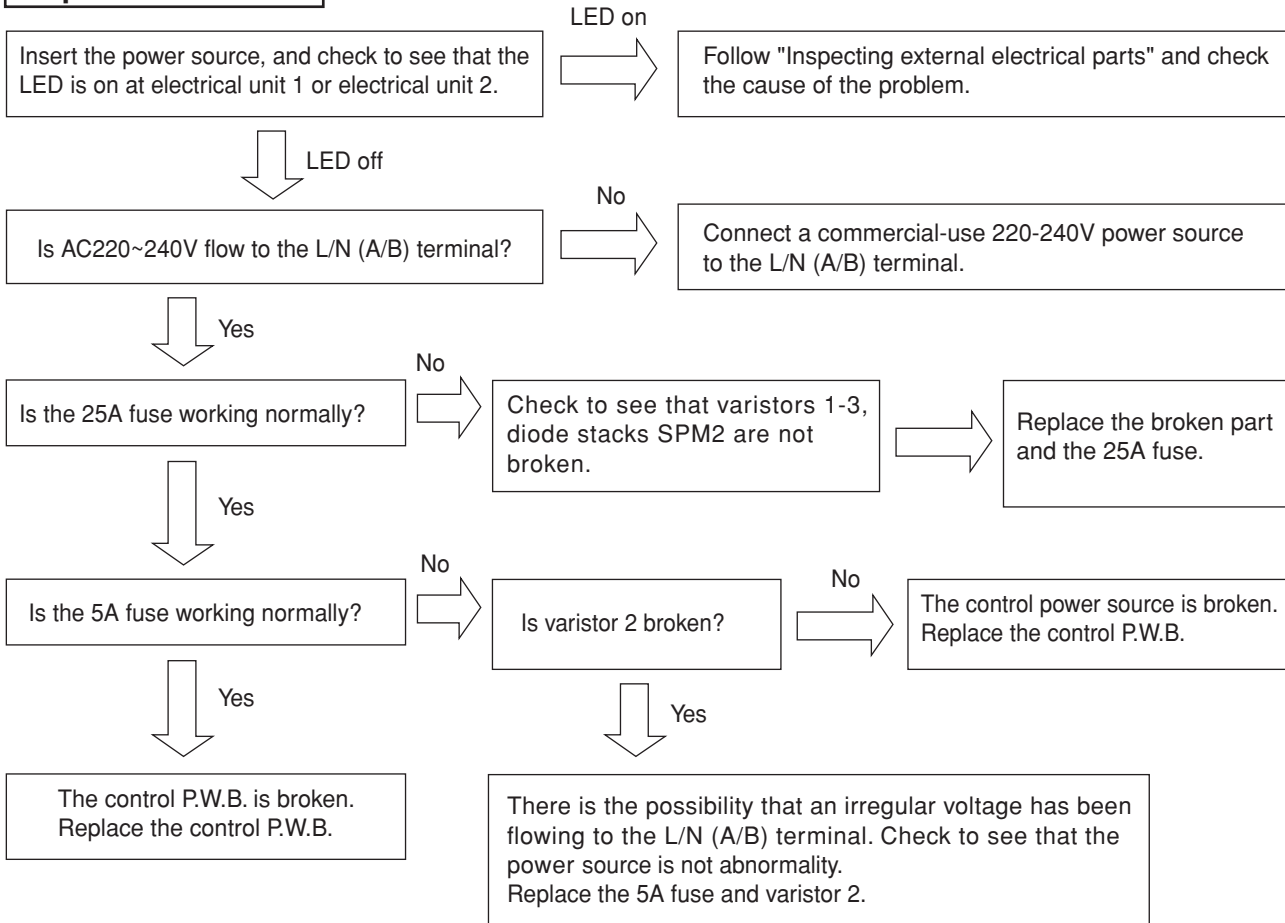 LED on
Insert the power source, and check to see that the
LED is on at electrical unit 1 or electrical unit 2.
Follow "Inspecting external electrical parts" and check
the cause of the problem.
LED off
No
Is AC220~240V flow to the L/N (A/B) terminal?
Connect a commercial-use 220-240V power source
to the L/N (A/B) terminal.
Yes
No
Is the 25A fuse working normally?
Check to see that varistors 1-3,
diode stacks SPM2 are not
broken.
Replace the broken part
and the 25A fuse.
Yes
No
No
Is the 5A fuse working normally?
Is varistor 2 broken?
The control power source is broken.
Replace the control P.W.B.
Yes
Yes
The control P.W.B. is broken.
Replace the control P.W.B.
There is the possibility that an irregular voltage has been
flowing to the L/N (A/B) terminal. Check to see that the
power source is not abnormality.
Replace the 5A fuse and varistor 2.